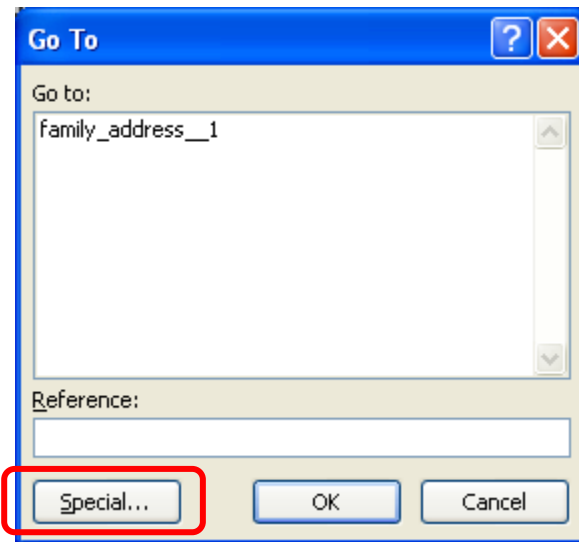 Go To
Go to:
family_address__1
Reference:
Special... OK Cancel